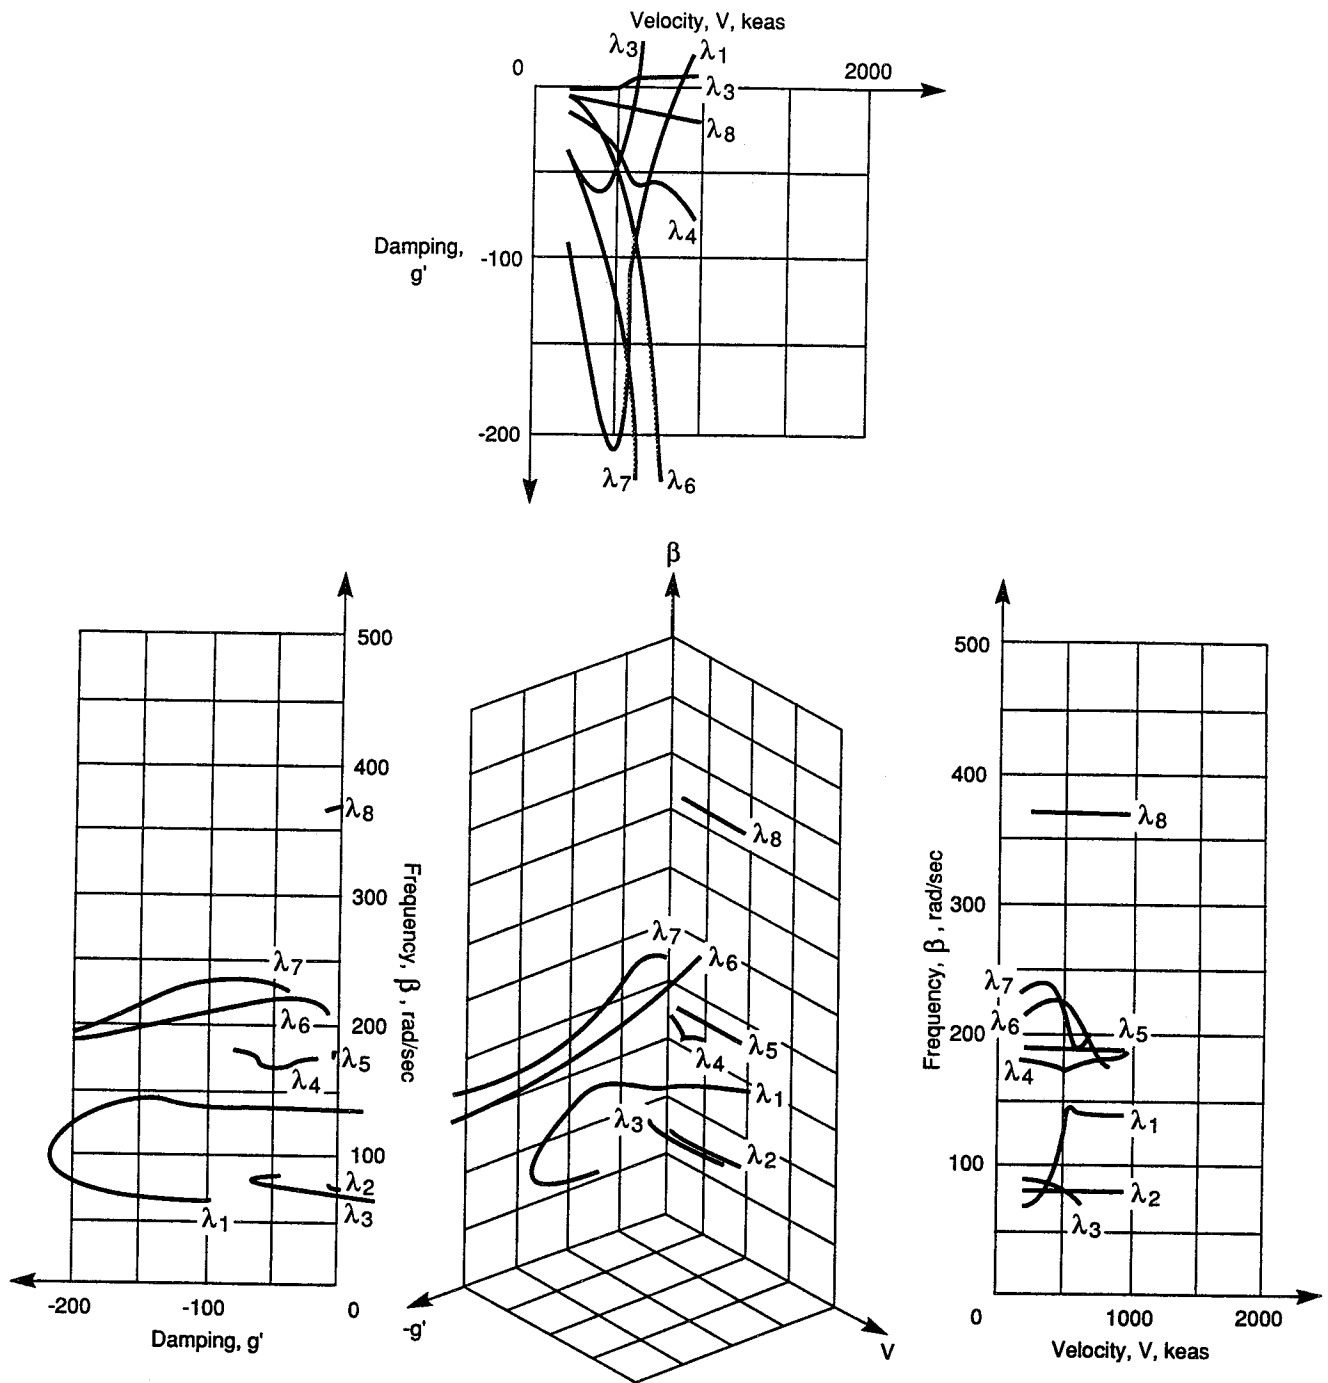 Velocity, V, keas
λ3
λ1
0
2000
λ3
λ8
λ4
Damping,
g'
-100
-200
λ7
λ6
β
500
400
λ8
300
λ7
λ6
200
'λ5
λ4
100
λ2
λ3
λ1
-200
-100
0
Damping, g'
Frequency, β, rad/sec
λ8
λ7
λ6
λ5
λ4
λ1
λ3
λ2
-g'
V
500
400
λ8
Frequency, β, rad/sec
300
λ7
λ6
200
λ5
λ4
λ1
100
λ2
λ3
0
1000
2000
Velocity, V, keas